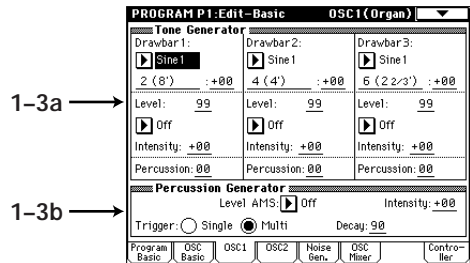 PROGRAM P1:Edit-Basic OSC1(Organ)
Tone Generator
Drawbar1: Drawbar2: Drawbar3:
Sine1 Sine1 Sine1
2 (8') :+00 4 (4') :+00 6 (22/3') :+00
1–3a
Level: 99 Level: 99 Level: 99
Off Off Off
Intensity: +00 Intensity: +00 Intensity: +00
Percussion: 00 Percussion: 00 Percussion: 00
Percussion Generator
1–3b
Level AMS: Off Intensity: +00
Trigger: Single Multi Decay: 90
Program Basic OSC Basic OSC1 OSC2 Noise Gen. OSC Mixer Contro-ller